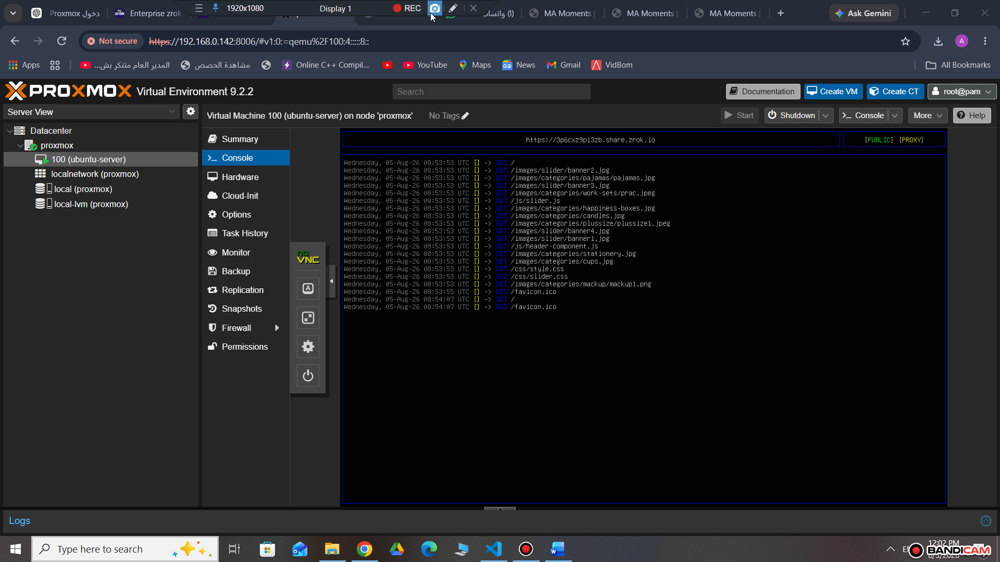 1920x1080
Display 1
REC
Proxmox دخول
zrok Enterprise zrok
(ا) واتساب
MA Moments
MA Moments
MA Moments
Ask Gemini
Not secure https://192.168.0.142:8006/#v1:0:=qemu%2F100:4:::::8::
A
Apps
المدير العام متنكر بش...
مشاهدة الحصص
Online C++ Compil...
YouTube
Maps
News
Gmail
VidBom
All Bookmarks
PROXMOX Virtual Environment 9.2.2
Search
Documentation
Create VM
Create CT
root@pam
Server View
Virtual Machine 100 (ubuntu-server) on node 'proxmox'
No Tags
Start
Shutdown
Console
More
Help
Datacenter
proxmox
100 (ubuntu-server)
localnetwork (proxmox)
local (proxmox)
local-lvm (proxmox)
Summary
Console
Hardware
Cloud-Init
Options
Task History
Monitor
Backup
Replication
Snapshots
Firewall
Permissions
no
VNC
A
https://3p6cxz9pi3zb.share.zrok.io
[PUBLIC] [PROXY]
Wednesday, 05-Aug-26 08:53:53 UTC [] -> GET /
Wednesday, 05-Aug-26 08:53:53 UTC [] -> GET /images/slider/banner2.jpg
Wednesday, 05-Aug-26 08:53:53 UTC [] -> GET /images/categories/pajamas/pajamas.jpg
Wednesday, 05-Aug-26 08:53:53 UTC [] -> GET /images/slider/banner3.jpg
Wednesday, 05-Aug-26 08:53:53 UTC [] -> GET /images/categories/work-sets/prac.jpeg
Wednesday, 05-Aug-26 08:53:53 UTC [] -> GET /js/slider.js
Wednesday, 05-Aug-26 08:53:53 UTC [] -> GET /images/categories/happiness-boxes.jpg
Wednesday, 05-Aug-26 08:53:53 UTC [] -> GET /images/categories/candles.jpg
Wednesday, 05-Aug-26 08:53:53 UTC [] -> GET /images/categories/plussize/plussize1.jpeg
Wednesday, 05-Aug-26 08:53:53 UTC [] -> GET /images/slider/banner4.jpg
Wednesday, 05-Aug-26 08:53:53 UTC [] -> GET /images/slider/banner1.jpg
Wednesday, 05-Aug-26 08:53:53 UTC [] -> GET /js/header-component.js
Wednesday, 05-Aug-26 08:53:53 UTC [] -> GET /images/categories/stationery.jpg
Wednesday, 05-Aug-26 08:53:53 UTC [] -> GET /images/categories/cups.jpg
Wednesday, 05-Aug-26 08:53:53 UTC [] -> GET /css/style.css
Wednesday, 05-Aug-26 08:53:53 UTC [] -> GET /css/slider.css
Wednesday, 05-Aug-26 08:53:53 UTC [] -> GET /images/categories/mackup/mackup1.png
Wednesday, 05-Aug-26 08:53:55 UTC [] -> GET /favicon.ico
Wednesday, 05-Aug-26 08:54:07 UTC [] -> GET /
Wednesday, 05-Aug-26 08:54:07 UTC [] -> GET /favicon.ico
Logs
Type here to search
12:02 PM
BANDICAM